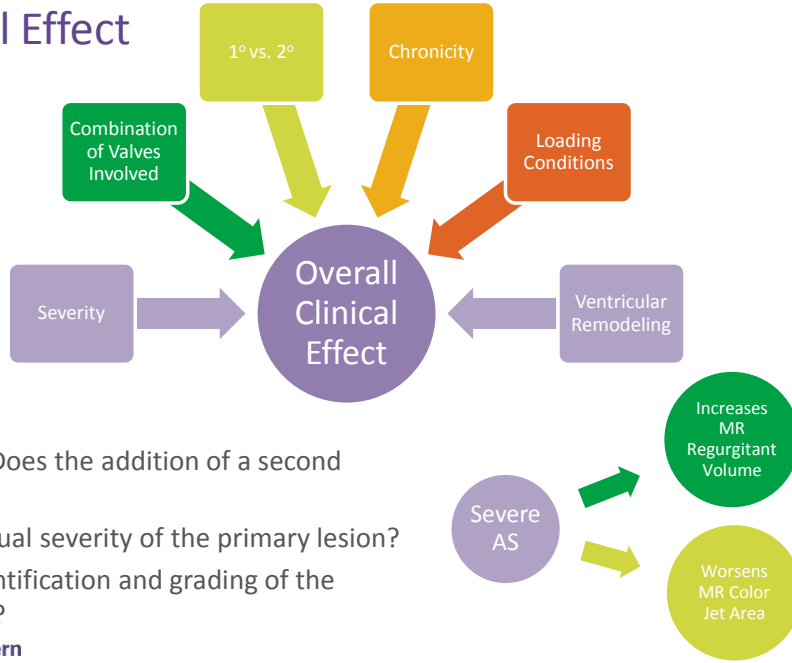 l Effect
1º vs. 2º
Chronicity
Combination
of Valves
Involved
Loading
Conditions
Severity
Overall
Clinical
Effect
Ventricular
Remodeling
Does the addition of a second
ual severity of the primary lesion?
ntification and grading of the
?
ern
Severe
AS
Increases
MR
Regurgitant
Volume
Worsens
MR Color
Jet Area